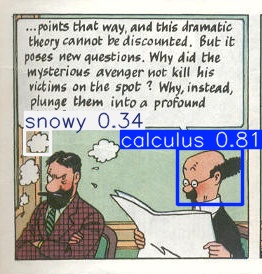 ...points that way, and this dramatic
theory cannot be discounted. But it
poses new questions. Why did the
mysterious avenger not kill his
victims on the spot? Why, instead,
plunge them into a profound
snowy 0.34
calculus 0.81